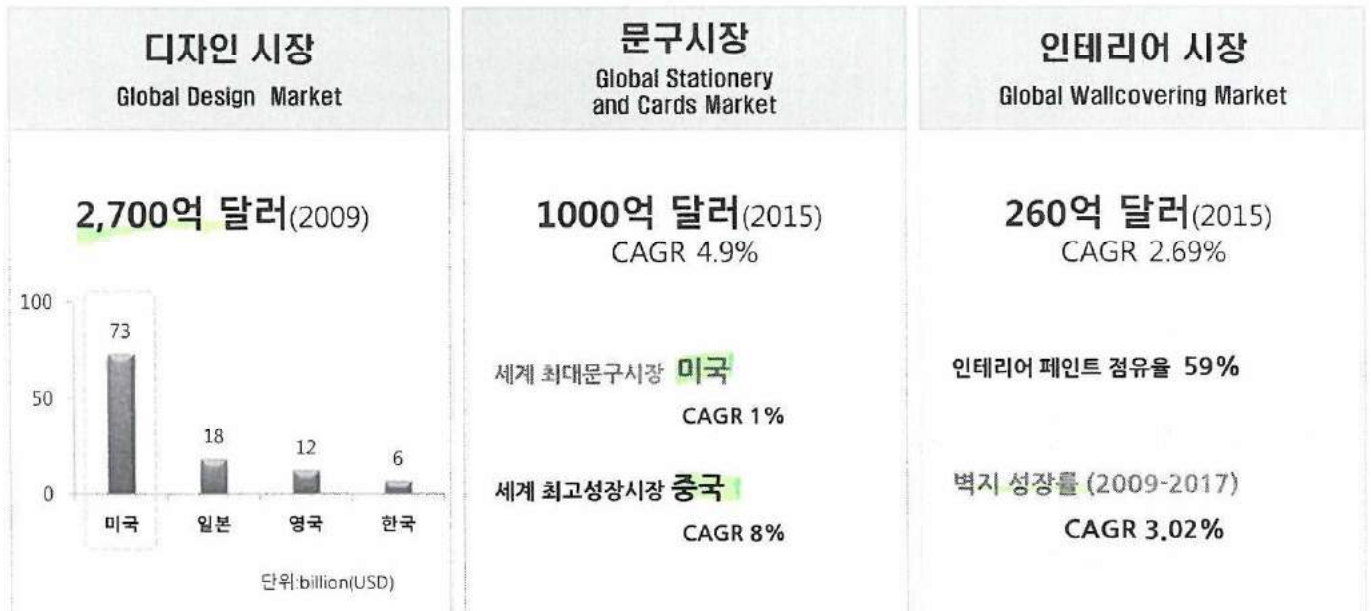 디자인 시장
Global Design Market
2,700억 달러(2009)
100
50
0
73
18
12
6
미국
일본
영국
한국
단위:billion(USD)
문구시장
Global Stationery
and Cards Market
1000억 달러(2015)
CAGR 4.9%
세계 최대문구시장 미국
CAGR 1%
세계 최고성장시장 중국
CAGR 8%
인테리어 시장
Global Wallcovering Market
260억 달러(2015)
CAGR 2.69%
인테리어 페인트 점유율 59%
벽지 성장률 (2009-2017)
CAGR 3.02%